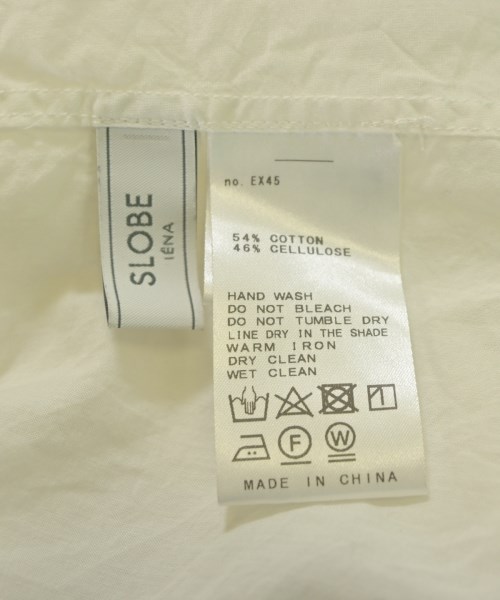 SLOBE
IÉNA
no. EX45
54% COTTON
46% CELLULOSE
HAND WASH
DO NOT BLEACH
DO NOT TUMBLE DRY
LINE DRY IN THE SHADE
WARM IRON
DRY CLEAN
WET CLEAN
F W
MADE IN CHINA